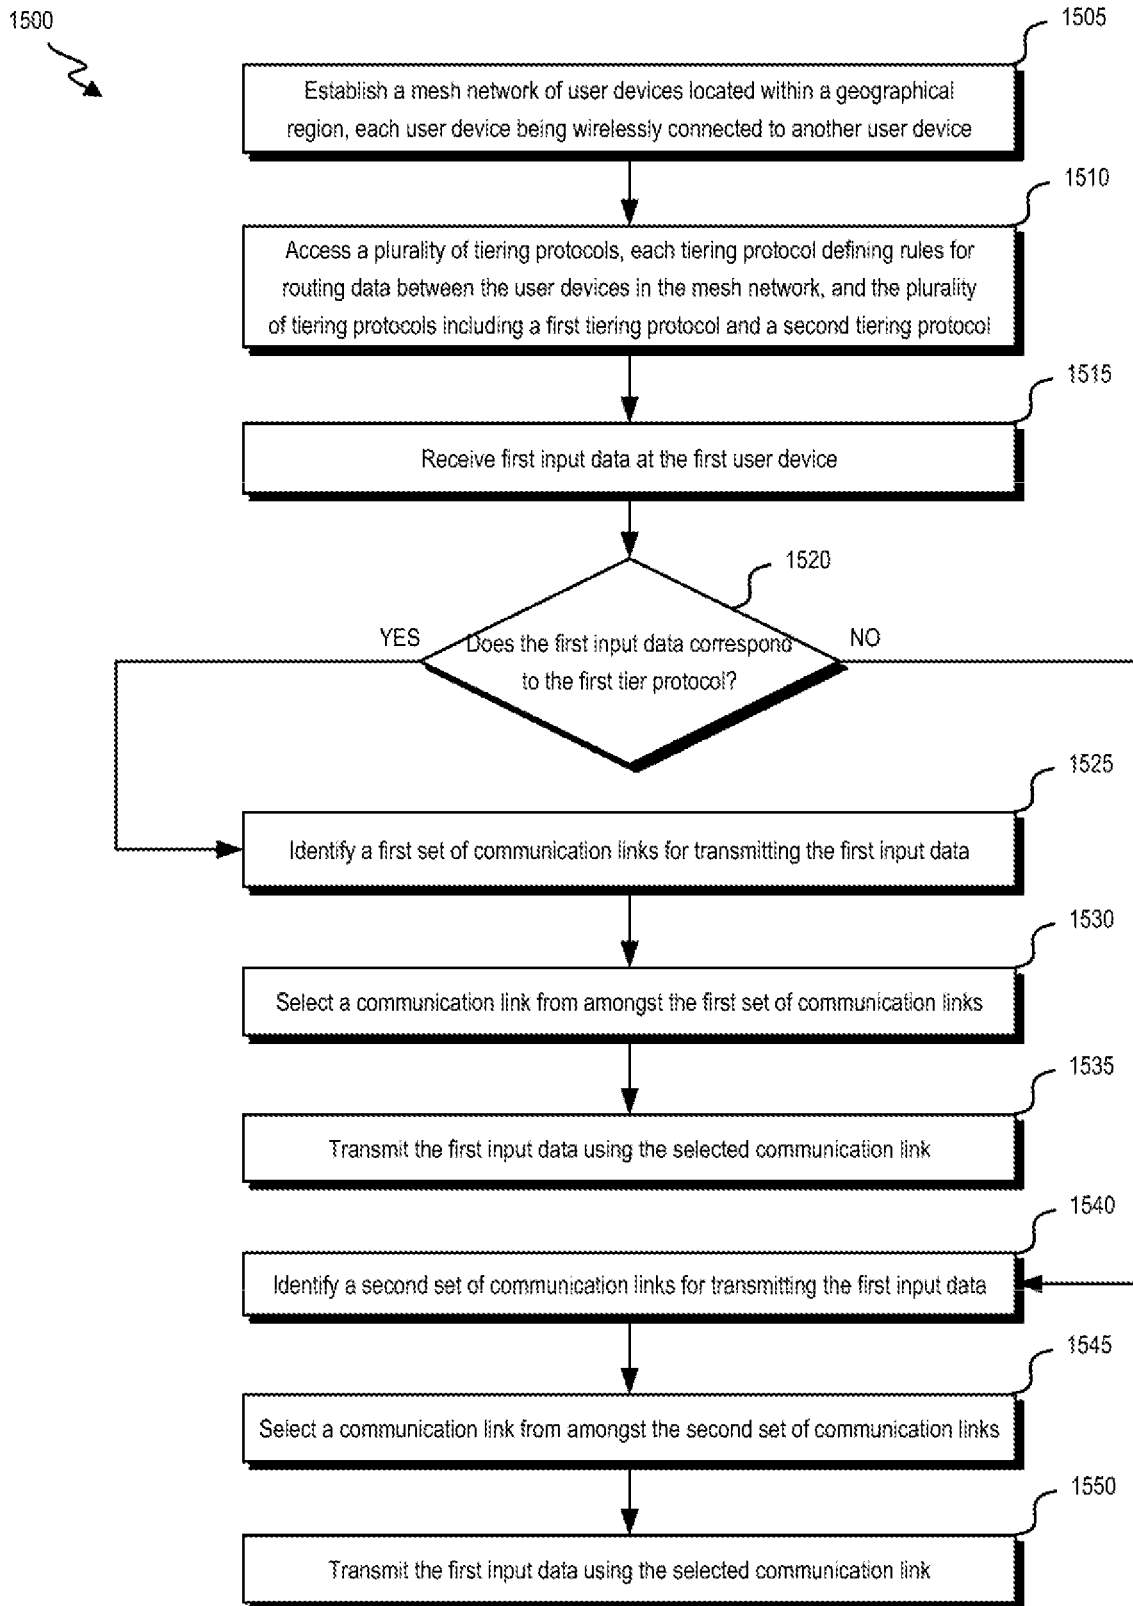 1500
1505
Establish a mesh network of user devices located within a geographical
region, each user device being wirelessly connected to another user device
1510
Access a plurality of tiering protocols, each tiering protocol defining rules for
routing data between the user devices in the mesh network, and the plurality
of tiering protocols including a first tiering protocol and a second tiering protocol
1515
Receive first input data at the first user device
1520
YES
NO
Does the first input data correspond
to the first tier protocol?
1525
Identify a first set of communication links for transmitting the first input data
1530
Select a communication link from amongst the first set of communication links
1535
Transmit the first input data using the selected communication link
1540
Identify a second set of communication links for transmitting the first input data
1545
Select a communication link from amongst the second set of communication links
1550
Transmit the first input data using the selected communication link